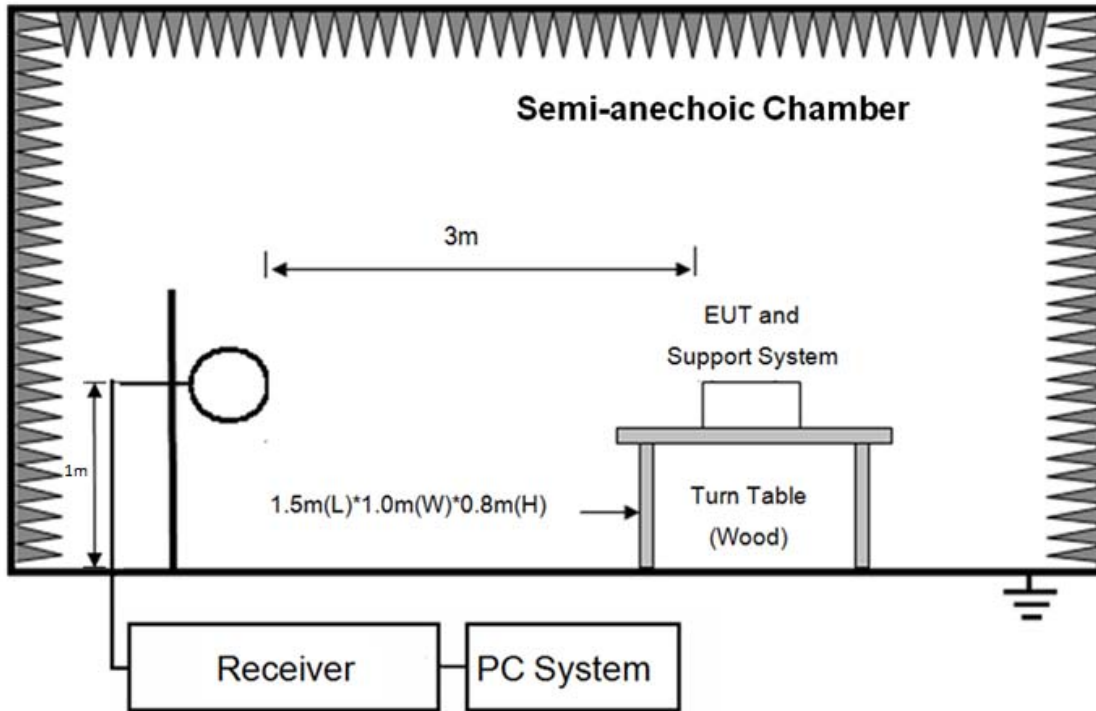 Semi-anechoic Chamber
3m
EUT and
Support System
1m
1.5m(L)*1.0m(W)*0.8m(H)
Turn Table
(Wood)
Receiver
PC System